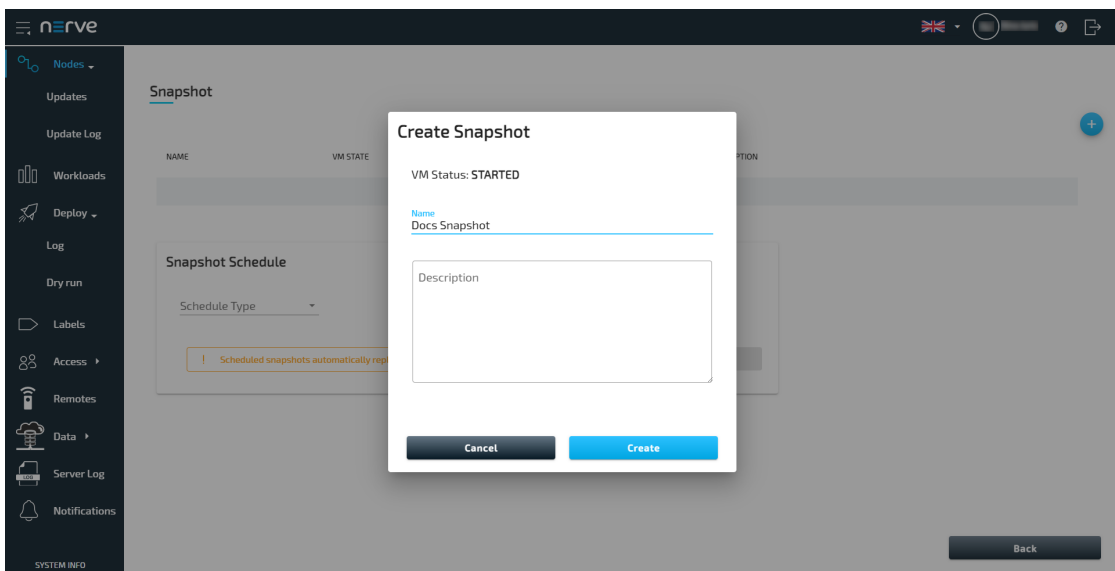 nerve
Nodes
Updates
Update Log
Workloads
Deploy
Log
Dry run
Labels
Access
Remotes
Data
LOG
Server Log
Notifications
SYSTEM INFO
Snapshot
NAME
VM STATE
Snapshot Schedule
Schedule Type
! Scheduled snapshots automatically
Create Snapshot
VM Status: STARTED
Name
Docs Snapshot
Description
Cancel
Create
Back